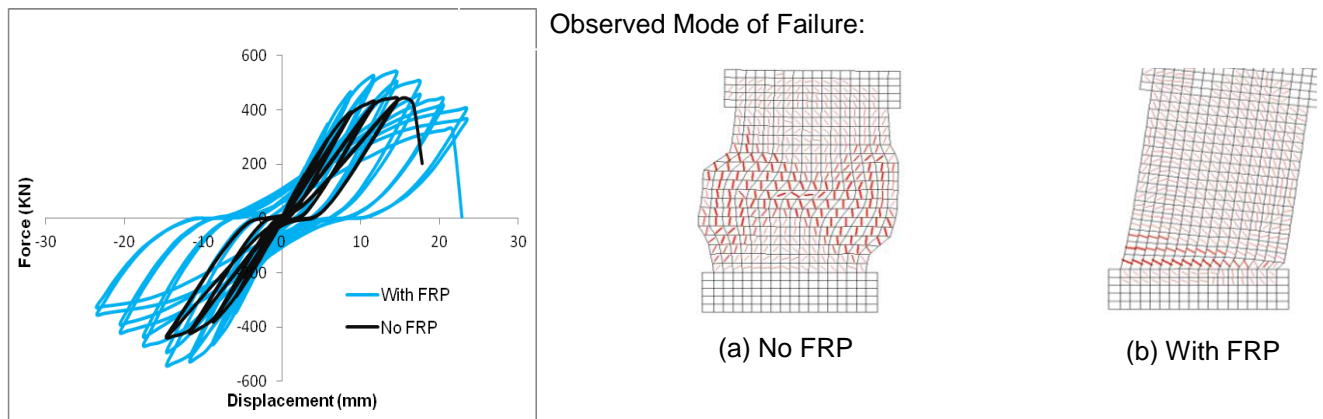 Observed Mode of Failure:
600
400
200
0
-30 -20 -10 0 10 20 30
-200
-400
-600
Force (KN)
Displacement (mm)
With FRP
No FRP
(a) No FRP
(b) With FRP